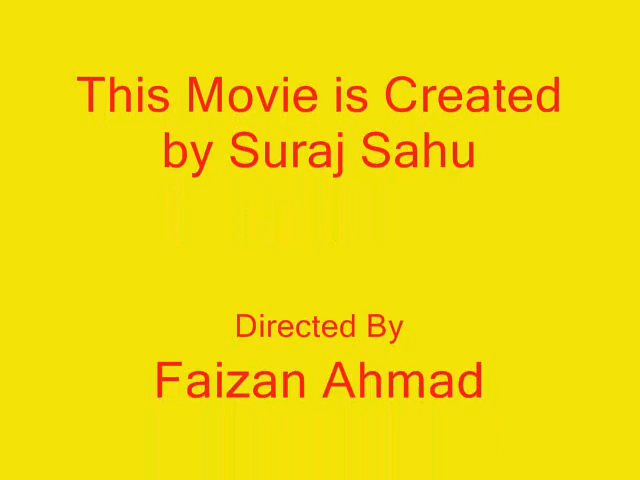 This Movie is Created
by Suraj Sahu
Directed By
Faizan Ahmad